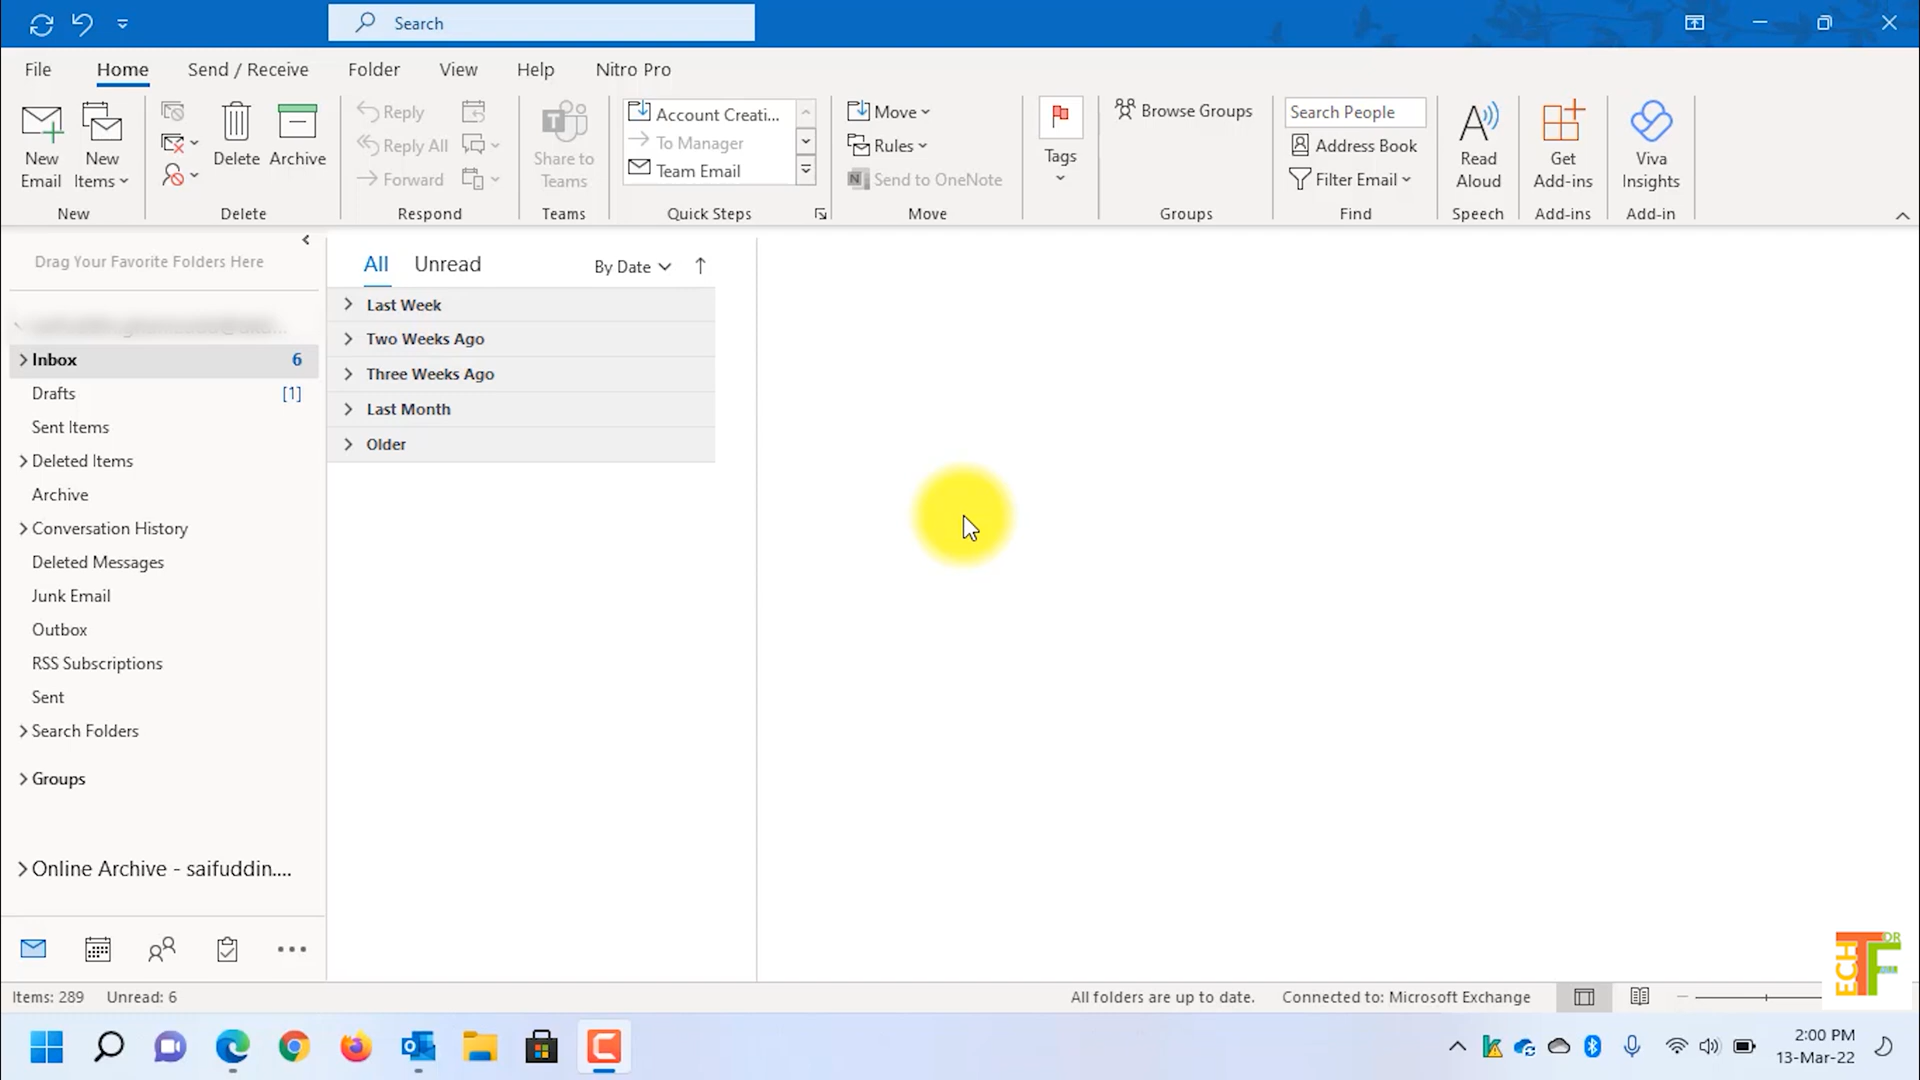 Search
File
Home
Send / Receive
Folder
View
Help
Nitro Pro
New
Email
New
Items
New
Delete
Archive
Delete
Reply
Reply All
Forward
Respond
Share to
Teams
Teams
Account Creati...
To Manager
Team Email
Quick Steps
Move
Rules
Send to OneNote
Move
Tags
Browse Groups
Groups
Search People
Address Book
Filter Email
Find
Read
Aloud
Speech
Get
Add-ins
Add-ins
Viva
Insights
Add-in
Drag Your Favorite Folders Here
Inbox 6
Drafts [1]
Sent Items
Deleted Items
Archive
Conversation History
Deleted Messages
Junk Email
Outbox
RSS Subscriptions
Sent
Search Folders
Groups
Online Archive - saifuddin....
All
Unread
By Date
Last Week
Two Weeks Ago
Three Weeks Ago
Last Month
Older
ECH
T
F
OR
Items: 289
Unread: 6
All folders are up to date.
Connected to: Microsoft Exchange
2:00 PM
13-Mar-22